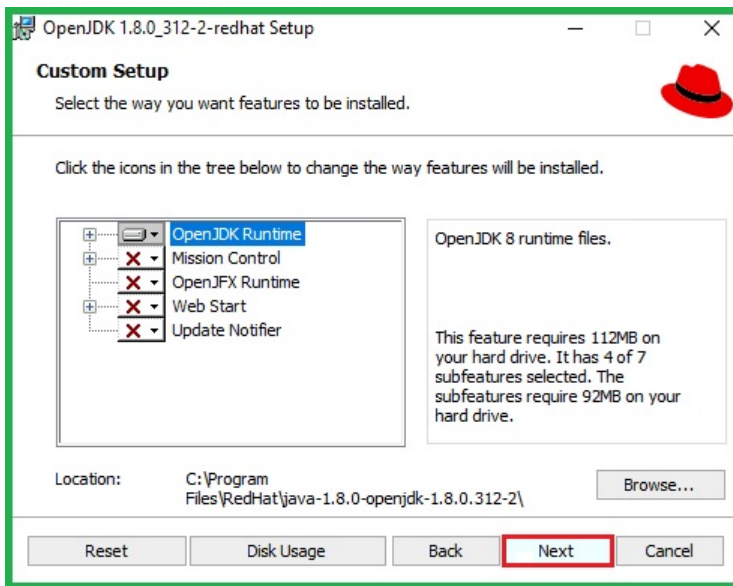 OpenJDK 1.8.0_312-2-redhat Setup
Custom Setup
Select the way you want features to be installed.
Click the icons in the tree below to change the way features will be installed.
OpenJDK Runtime
Mission Control
OpenJFX Runtime
Web Start
Update Notifier
OpenJDK 8 runtime files.
This feature requires 112MB on
your hard drive. It has 4 of 7
subfeatures selected. The
subfeatures require 92MB on your
hard drive.
Location:
C:\Program
Files\RedHat\java-1.8.0-openjdk-1.8.0.312-2\
Browse...
Reset
Disk Usage
Back
Next
Cancel